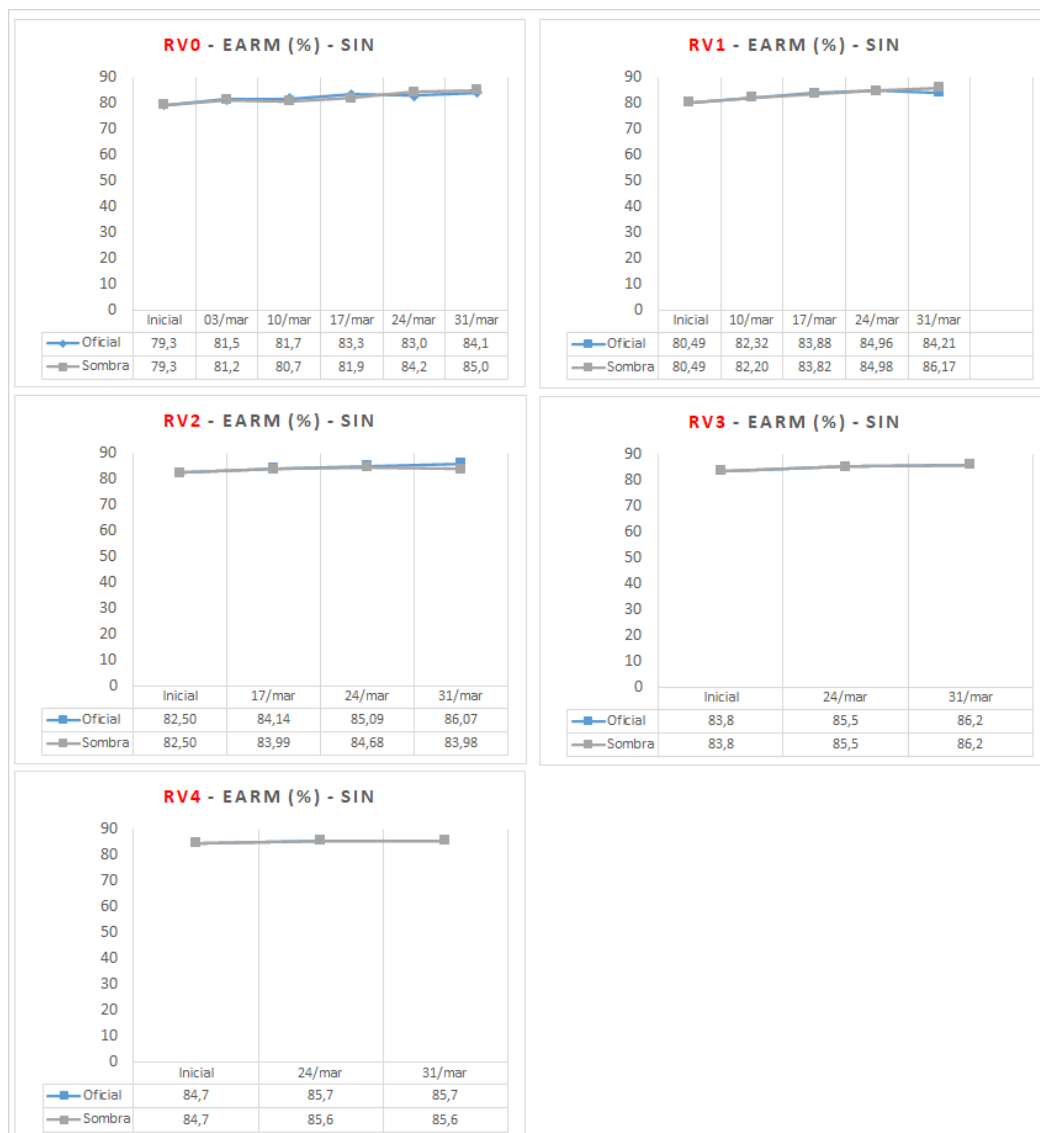 RV0 - EARM (%) - SIN
90
80
70
60
50
40
30
20
10
0
Inicial 03/mar 10/mar 17/mar 24/mar 31/mar
Oficial 79,3 81,5 81,7 83,3 83,0 84,1
Sombra 79,3 81,2 80,7 81,9 84,2 85,0
RV1 - EARM (%) - SIN
90
80
70
60
50
40
30
20
10
0
Inicial 10/mar 17/mar 24/mar 31/mar
Oficial 80,49 82,32 83,88 84,96 84,21
Sombra 80,49 82,20 83,82 84,98 86,17
RV2 - EARM (%) - SIN
90
80
70
60
50
40
30
20
10
0
Inicial 17/mar 24/mar 31/mar
Oficial 82,50 84,14 85,09 86,07
Sombra 82,50 83,99 84,68 83,98
RV3 - EARM (%) - SIN
90
80
70
60
50
40
30
20
10
0
Inicial 24/mar 31/mar
Oficial 83,8 85,5 86,2
Sombra 83,8 85,5 86,2
RV4 - EARM (%) - SIN
90
80
70
60
50
40
30
20
10
0
Inicial 24/mar 31/mar
Oficial 84,7 85,7 85,7
Sombra 84,7 85,6 85,6